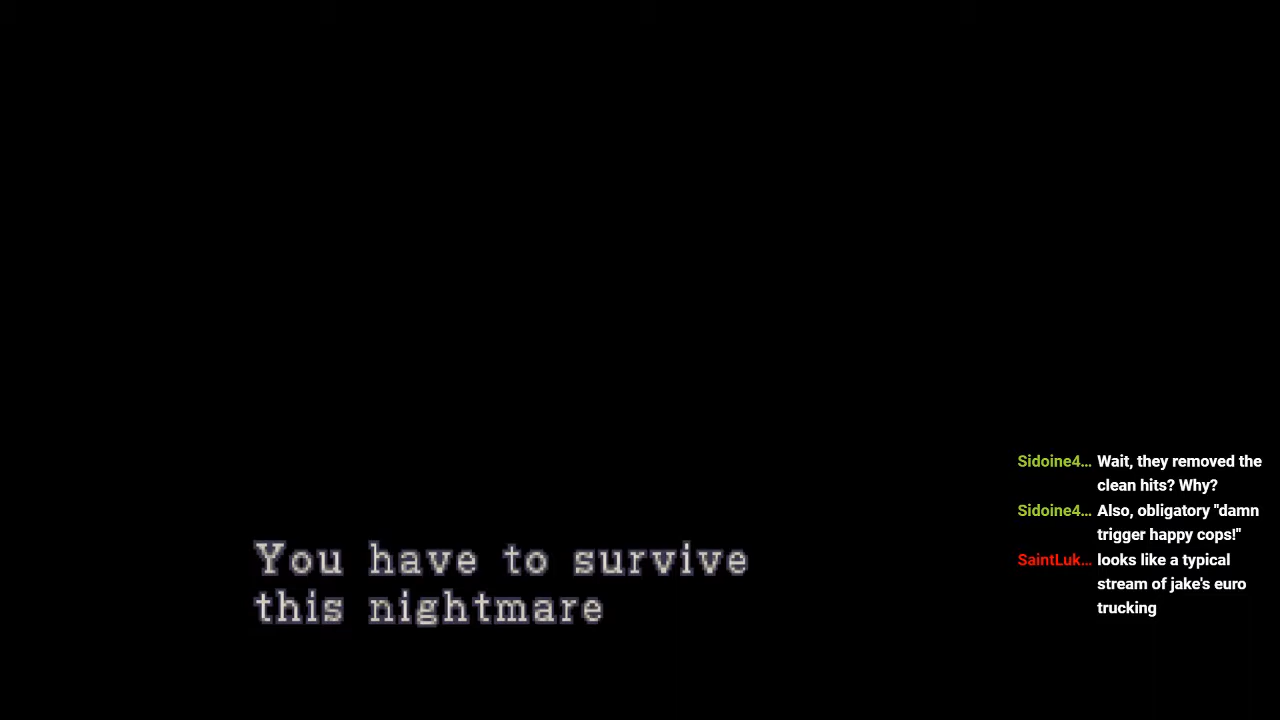 You have to survive
this nightmare
Sidoine4… Wait, they removed the
clean hits? Why?
Sidoine4… Also, obligatory "damn
trigger happy cops!"
SaintLuk… looks like a typical
stream of jake's euro
trucking